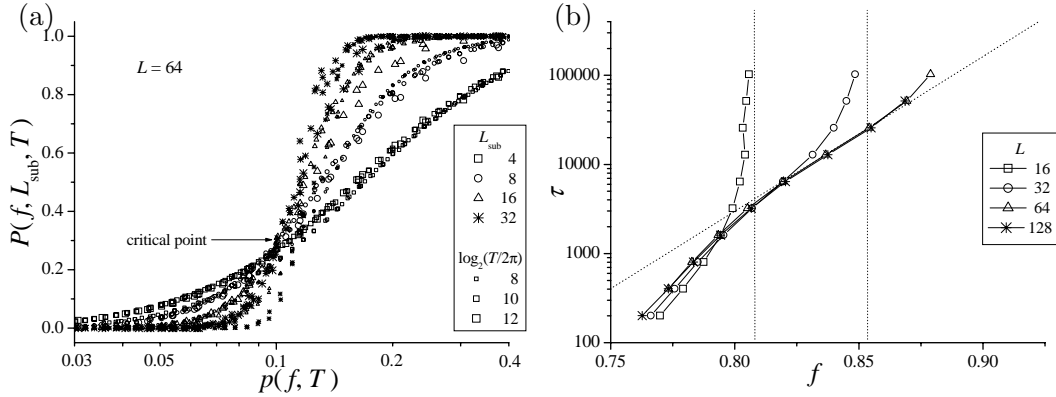 (a)
P(f, L_sub, T)
1.0
0.8
0.6
0.4
0.2
0.0
L = 64
critical point
L_sub
4
8
16
32
log_2(T/2π)
8
10
12
0.03
0.1
0.2
0.3
0.4
p(f, T)
(b)
τ
100000
10000
1000
100
L
16
32
64
128
0.75
0.80
0.85
0.90
f